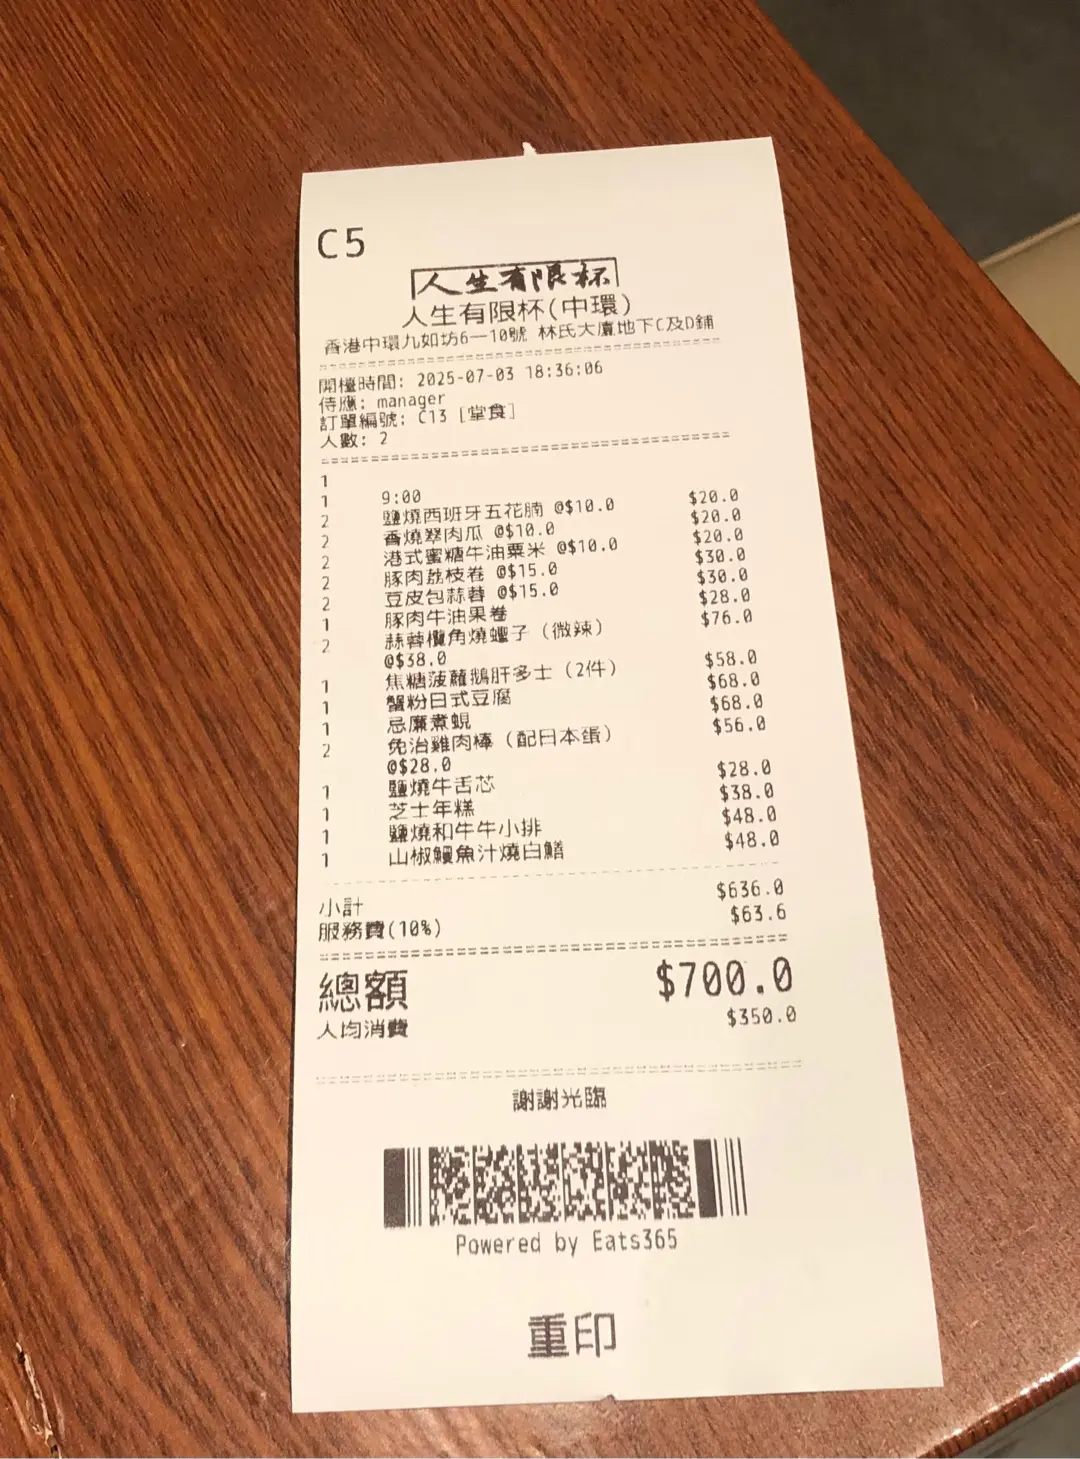 C5
人生有限杯
人生有限杯(中環)
香港中環九如坊6—10號 林氏大廈地下C及D鋪
開檯時間: 2025-07-03 18:36:06
侍應: manager
訂單編號: C13 [堂食]
人數: 2
1
1 9:00
2 鹽燒西班牙五花腩 @$10.0 $20.0
2 香燒翠肉瓜 @$10.0 $20.0
2 港式蜜糖牛油粟米 @$10.0 $20.0
2 豚肉荔枝卷 @$15.0 $30.0
2 豆皮包蒜蓉 @$15.0 $30.0
1 豚肉牛油果卷 $28.0
2 蒜蓉欖角燒蟶子（微辣） $76.0
@$38.0
1 焦糖菠蘿鵝肝多士（2件） $58.0
1 蟹粉日式豆腐 $68.0
1 忌廉煮蜆 $68.0
2 免治雞肉棒（配日本蛋） $56.0
@$28.0
1 鹽燒牛舌芯 $28.0
1 芝士年糕 $38.0
1 鹽燒和牛牛小排 $48.0
1 山椒鰻魚汁燒白鱔 $48.0
小計 $636.0
服務費(10%) $63.6
總額 $700.0
人均消費 $350.0
謝謝光臨
Powered by Eats365
重印